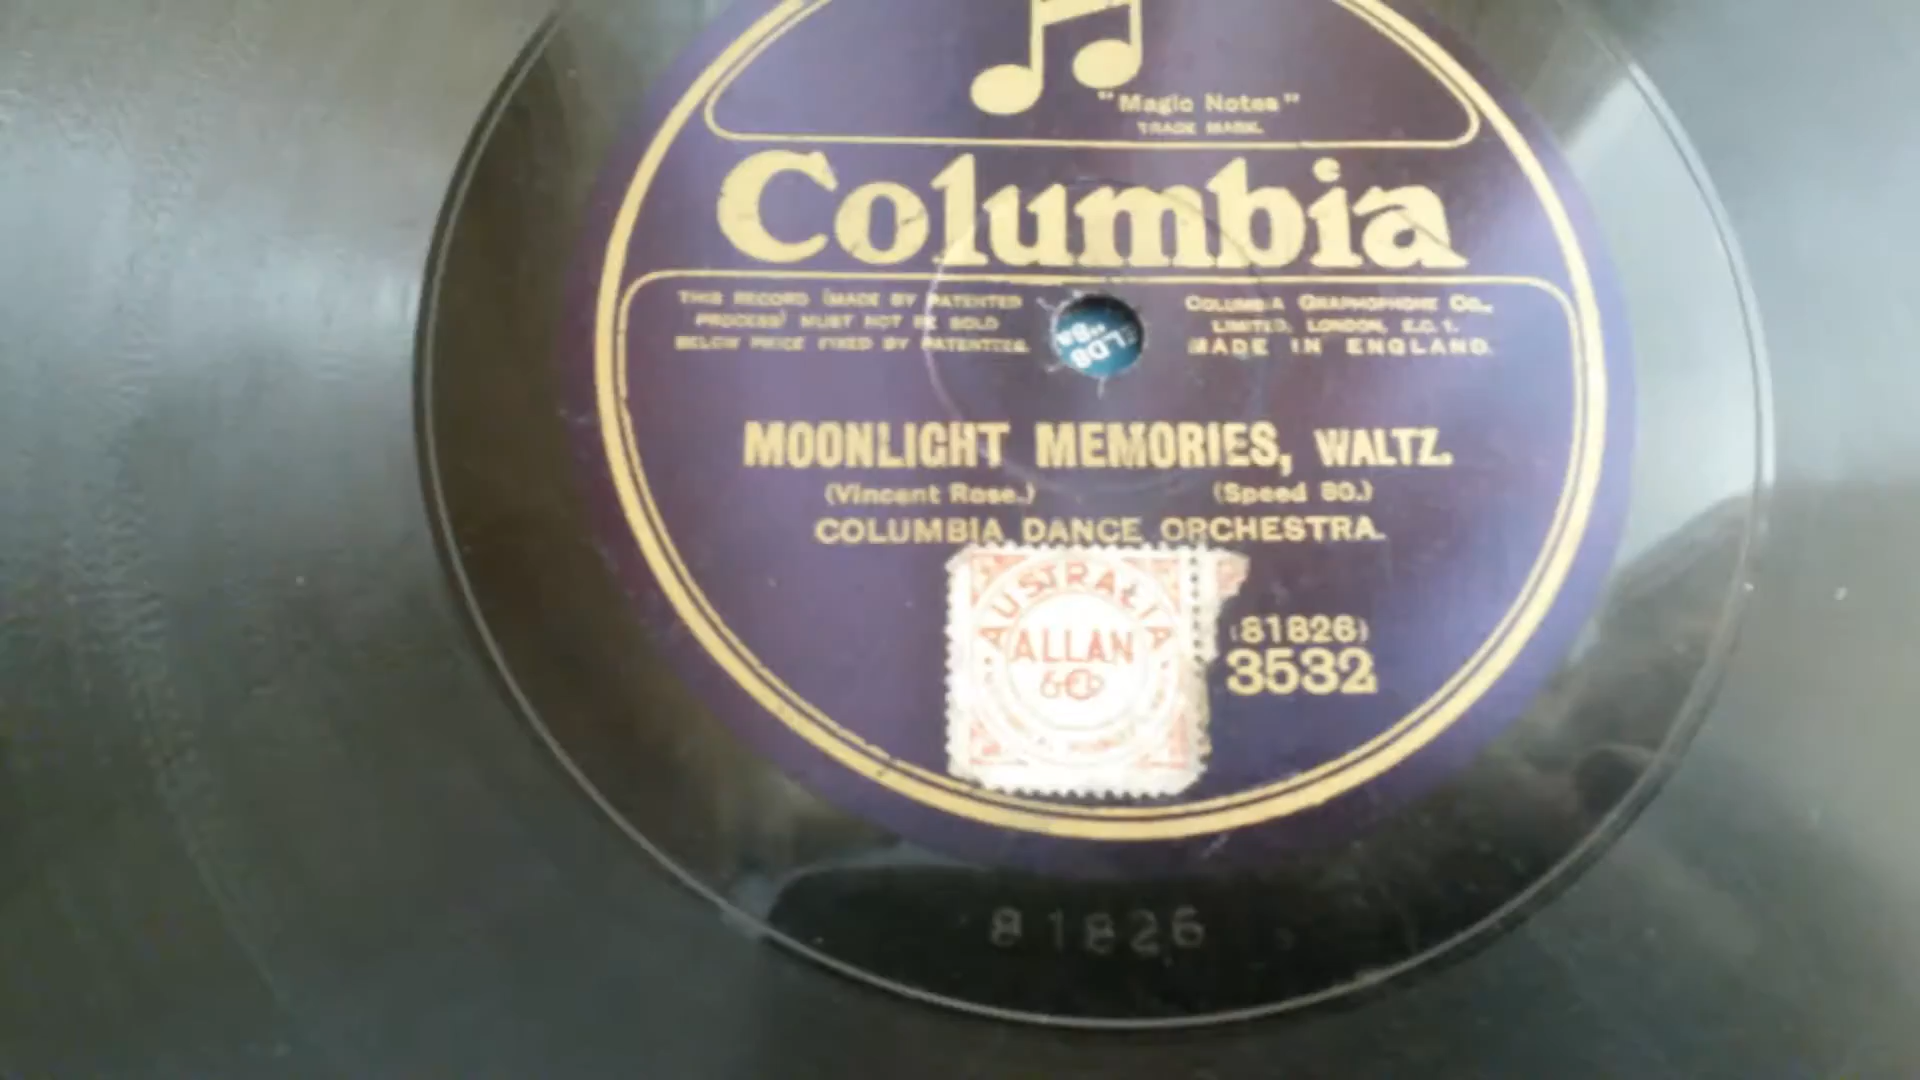 "Magic Notes"
TRADE MARK.
Columbia
THIS RECORD (MADE BY PATENTED
PROCESS) MUST NOT BE SOLD
BELOW PRICE FIXED BY PATENTEES.
COLUMBIA GRAPHOPHONE CO.,
LIMITED, LONDON, E.C.1.
MADE IN ENGLAND.
MOONLIGHT MEMORIES, WALTZ.
(Vincent Rose.) (Speed 80.)
COLUMBIA DANCE ORCHESTRA.
AUSTRALIA
ALLAN
& Co
(81826)
3532
81826